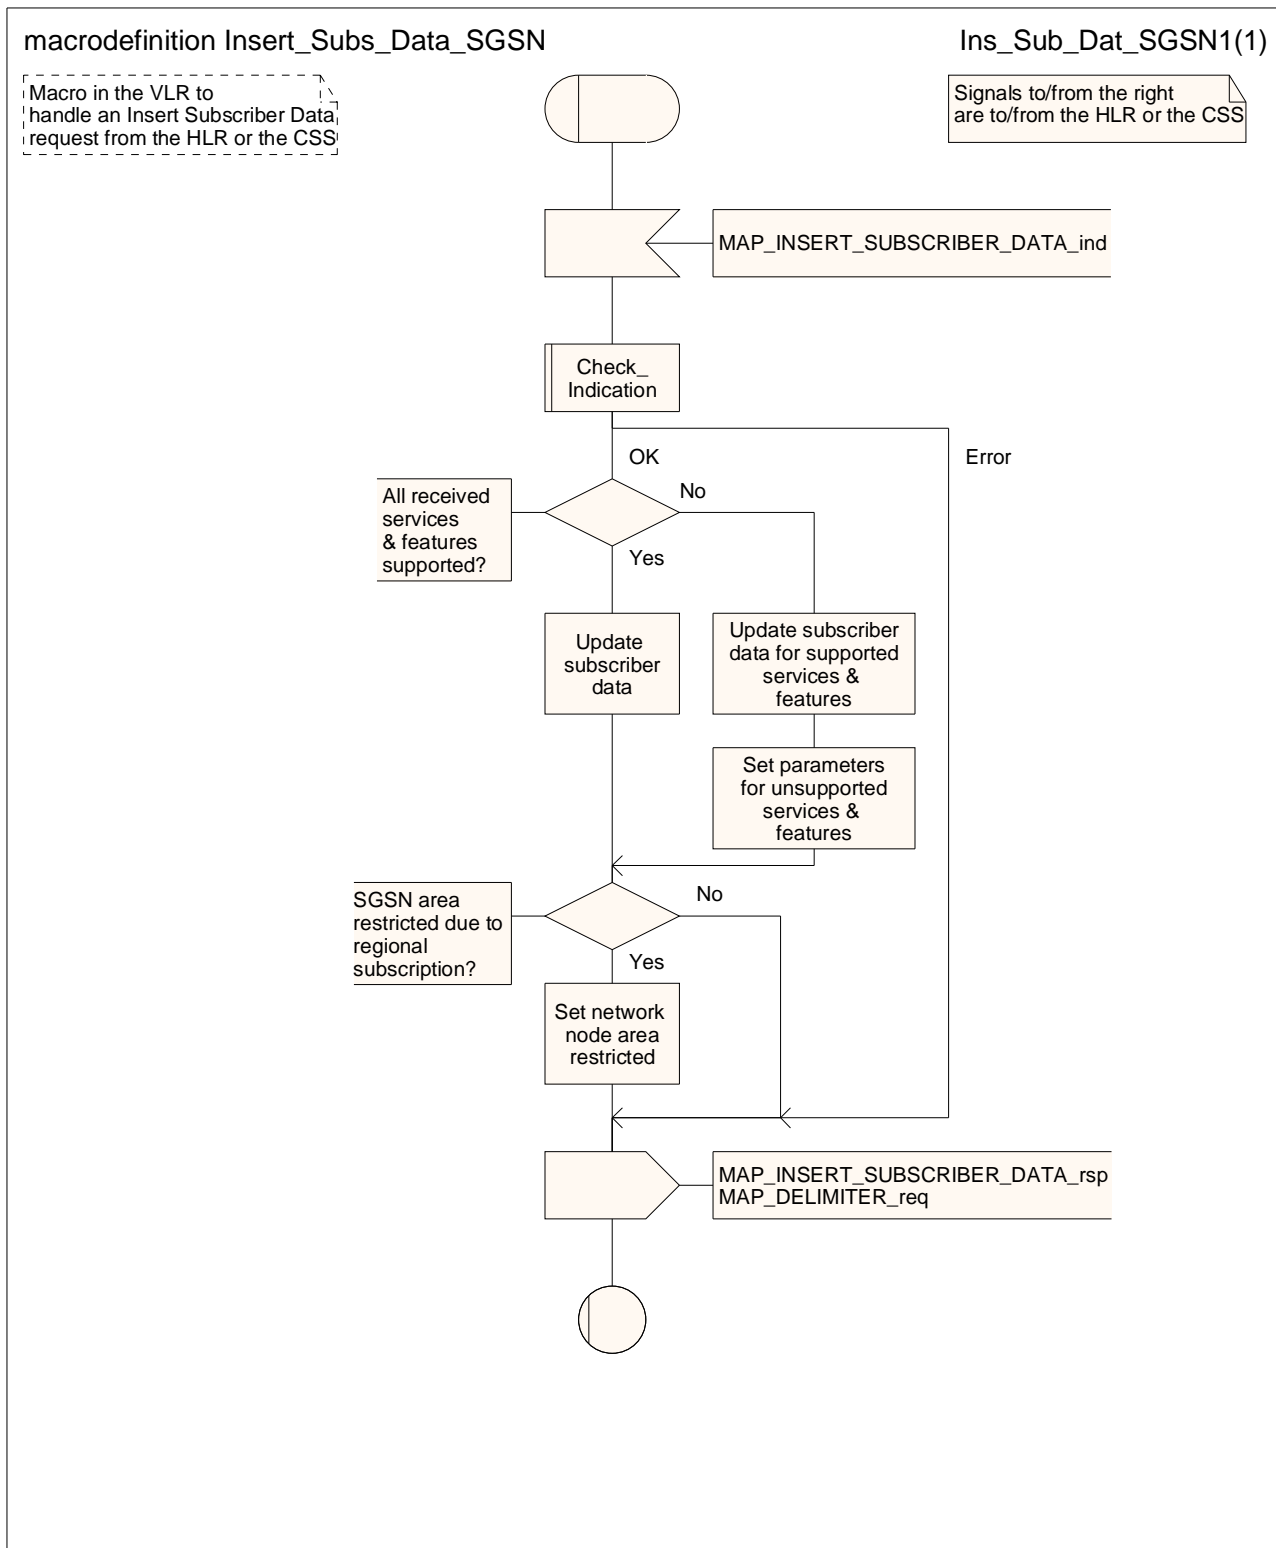 macrodefinition Insert_Subs_Data_SGSN
Ins_Sub_Dat_SGSN1(1)
Macro in the VLR to
handle an Insert Subscriber Data
request from the HLR or the CSS
Signals to/from the right
are to/from the HLR or the CSS
MAP_INSERT_SUBSCRIBER_DATA_ind
Check_
Indication
OK
Error
All received
services
& features
supported?
No
Yes
Update
subscriber
data
Update subscriber
data for supported
services &
features
Set parameters
for unsupported
services &
features
SGSN area
restricted due to
regional
subscription?
No
Yes
Set network
node area
restricted
MAP_INSERT_SUBSCRIBER_DATA_rsp
MAP_DELIMITER_req